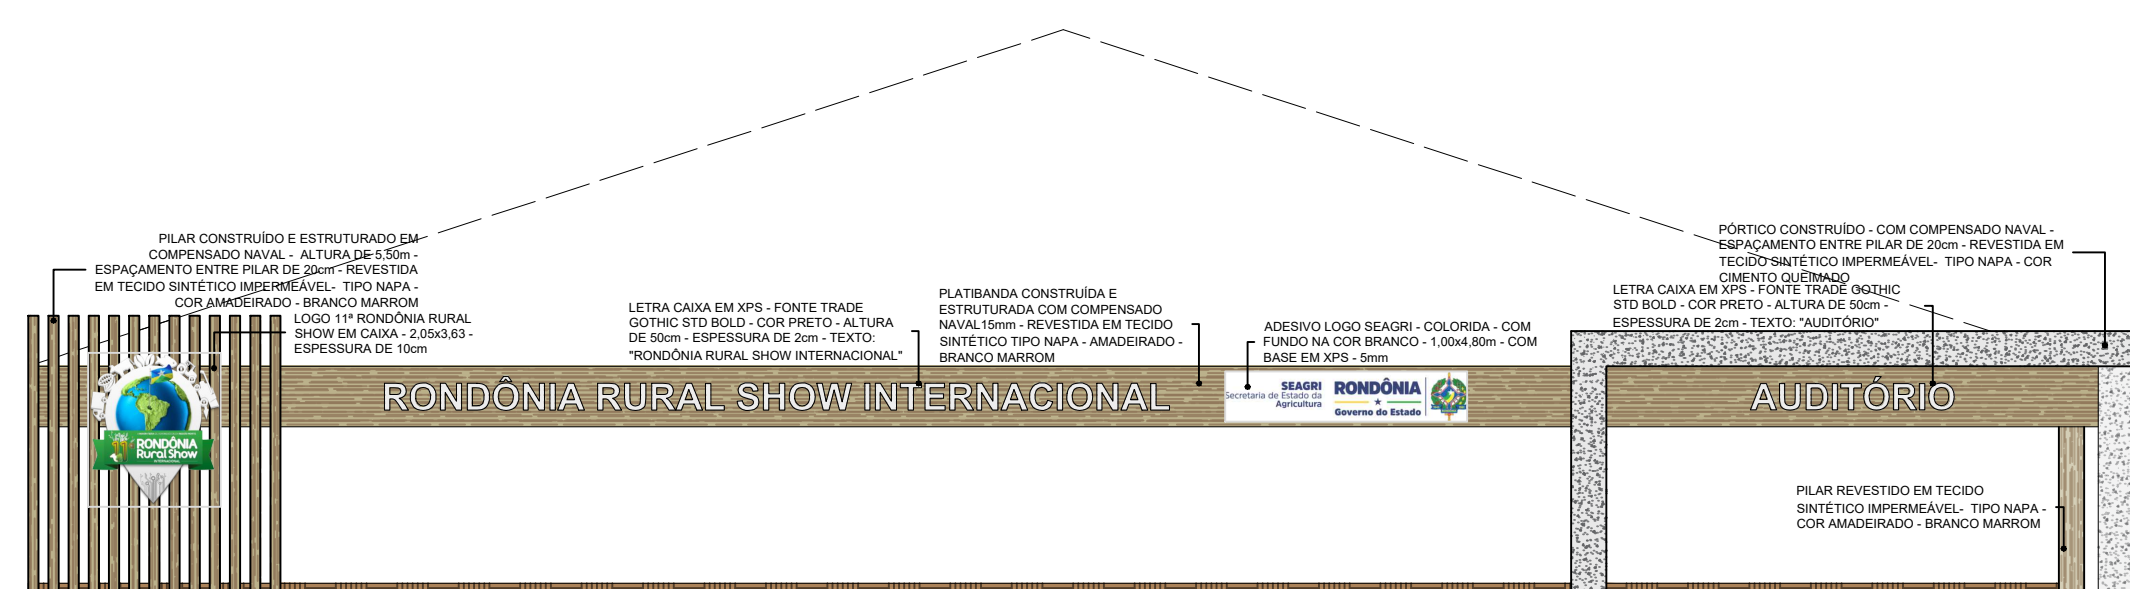 PILAR CONSTRUÍDO E ESTRUTURADO EM
COMPENSADO NAVAL - ALTURA DE 5,50m -
ESPAÇAMENTO ENTRE PILAR DE 20cm - REVESTIDA
EM TECIDO SINTÉTICO IMPERMEÁVEL- TIPO NAPA -
COR AMADEIRADO - BRANCO MARROM
LOGO 11ª RONDÔNIA RURAL
SHOW EM CAIXA - 2,05x3,63 -
ESPESSURA DE 10cm
LETRA CAIXA EM XPS - FONTE TRADE
GOTHIC STD BOLD - COR PRETO - ALTURA
DE 50cm - ESPESSURA DE 2cm - TEXTO:
"RONDÔNIA RURAL SHOW INTERNACIONAL"
PLATIBANDA CONSTRUÍDA E
ESTRUTURADA COM COMPENSADO
NAVAL15mm - REVESTIDA EM TECIDO
SINTÉTICO TIPO NAPA - AMADEIRADO -
BRANCO MARROM
ADESIVO LOGO SEAGRI - COLORIDA - COM
FUNDO NA COR BRANCO - 1,00x4,80m - COM
BASE EM XPS - 5mm
PÓRTICO CONSTRUÍDO - COM COMPENSADO NAVAL -
ESPAÇAMENTO ENTRE PILAR DE 20cm - REVESTIDA EM
TECIDO SINTÉTICO IMPERMEÁVEL- TIPO NAPA - COR
CIMENTO QUEIMADO
LETRA CAIXA EM XPS - FONTE TRADE GOTHIC
STD BOLD - COR PRETO - ALTURA DE 50cm -
ESPESSURA DE 2cm - TEXTO: "AUDITÓRIO"
RONDÔNIA RURAL SHOW INTERNACIONAL
SEAGRI
Secretaria de Estado da
Agricultura
RONDÔNIA
Governo do Estado
AUDITÓRIO
11ª RONDÔNIA
Rural Show
INTERNACIONAL
PILAR REVESTIDO EM TECIDO
SINTÉTICO IMPERMEÁVEL- TIPO NAPA -
COR AMADEIRADO - BRANCO MARROM